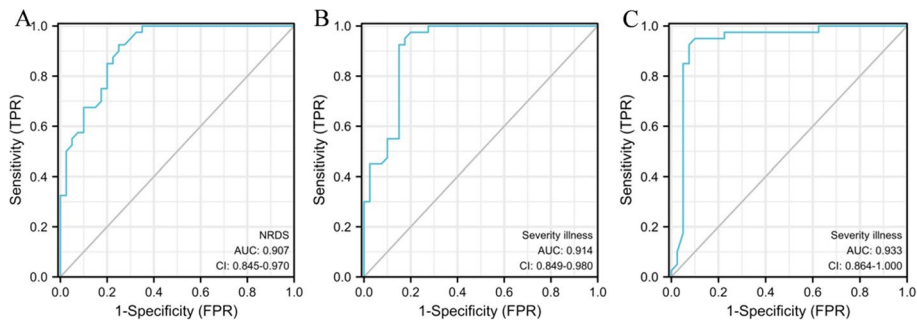 A
1.0
0.8
0.6
0.4
0.2
0.0
Sensitivity (TPR)
NRDS
AUC: 0.907
CI: 0.845-0.970
0.0 0.2 0.4 0.6 0.8 1.0
1-Specificity (FPR)
B
1.0
0.8
0.6
0.4
0.2
0.0
Sensitivity (TPR)
Severity illness
AUC: 0.914
CI: 0.849-0.980
0.0 0.2 0.4 0.6 0.8 1.0
1-Specificity (FPR)
C
1.0
0.8
0.6
0.4
0.2
0.0
Sensitivity (TPR)
Severity illness
AUC: 0.933
CI: 0.864-1.000
0.0 0.2 0.4 0.6 0.8 1.0
1-Specificity (FPR)